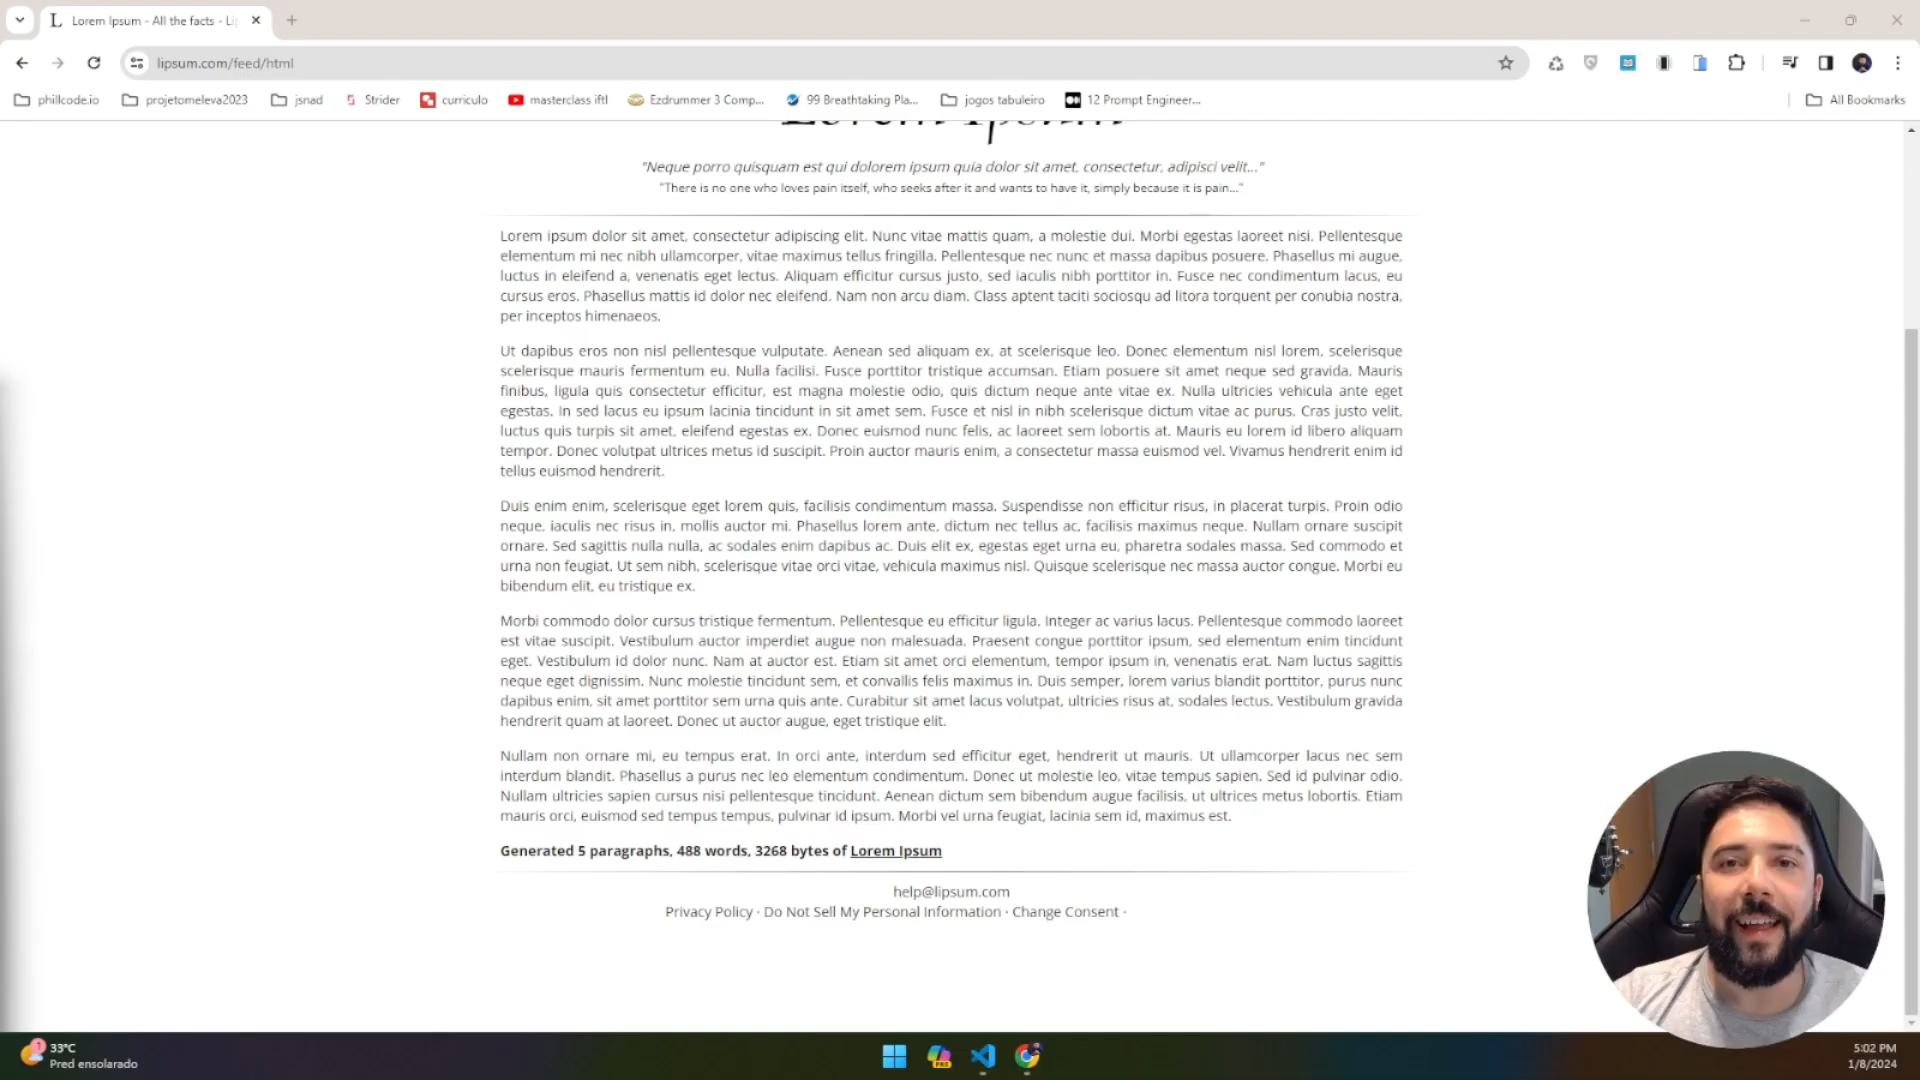 Lorem Ipsum - All the facts - Li
lipsum.com/feed/html
phillcode.io
projetomeleva2023
jsnad
Strider
curriculo
masterclass iftl
Ezdrummer 3 Comp...
99 Breathtaking Pla...
jogos tabuleiro
12 Prompt Engineer...
All Bookmarks
Lorem Ipsum
"Neque porro quisquam est qui dolorem ipsum quia dolor sit amet, consectetur, adipisci velit..."
"There is no one who loves pain itself, who seeks after it and wants to have it, simply because it is pain..."
Lorem ipsum dolor sit amet, consectetur adipiscing elit. Nunc vitae mattis quam, a molestie dui. Morbi egestas laoreet nisi. Pellentesque
elementum mi nec nibh ullamcorper, vitae maximus tellus fringilla. Pellentesque nec nunc et massa dapibus posuere. Phasellus mi augue,
luctus in eleifend a, venenatis eget lectus. Aliquam efficitur cursus justo, sed iaculis nibh porttitor in. Fusce nec condimentum lacus, eu
cursus eros. Phasellus mattis id dolor nec eleifend. Nam non arcu diam. Class aptent taciti sociosqu ad litora torquent per conubia nostra,
per inceptos himenaeos.
Ut dapibus eros non nisl pellentesque vulputate. Aenean sed aliquam ex, at scelerisque leo. Donec elementum nisl lorem, scelerisque
scelerisque mauris fermentum eu. Nulla facilisi. Fusce porttitor tristique accumsan. Etiam posuere sit amet neque sed gravida. Mauris
finibus, ligula quis consectetur efficitur, est magna molestie odio, quis dictum neque ante vitae ex. Nulla ultricies vehicula ante eget
egestas. In sed lacus eu ipsum lacinia tincidunt in sit amet sem. Fusce et nisl in nibh scelerisque dictum vitae ac purus. Cras justo velit,
luctus quis turpis sit amet, eleifend egestas ex. Donec euismod nunc felis, ac laoreet sem lobortis at. Mauris eu lorem id libero aliquam
tempor. Donec volutpat ultrices metus id suscipit. Proin auctor mauris enim, a consectetur massa euismod vel. Vivamus hendrerit enim id
tellus euismod hendrerit.
Duis enim enim, scelerisque eget lorem quis, facilisis condimentum massa. Suspendisse non efficitur risus, in placerat turpis. Proin odio
neque, iaculis nec risus in, mollis auctor mi. Phasellus lorem ante, dictum nec tellus ac, facilisis maximus neque. Nullam ornare suscipit
ornare. Sed sagittis nulla nulla, ac sodales enim dapibus ac. Duis elit ex, egestas eget urna eu, pharetra sodales massa. Sed commodo et
urna non feugiat. Ut sem nibh, scelerisque vitae orci vitae, vehicula maximus nisl. Quisque scelerisque nec massa auctor congue. Morbi eu
bibendum elit, eu tristique ex.
Morbi commodo dolor cursus tristique fermentum. Pellentesque eu efficitur ligula. Integer ac varius lacus. Pellentesque commodo laoreet
est vitae suscipit. Vestibulum auctor imperdiet augue non malesuada. Praesent congue porttitor ipsum, sed elementum enim tincidunt
eget. Vestibulum id dolor nunc. Nam at auctor est. Etiam sit amet orci elementum, tempor ipsum in, venenatis erat. Nam luctus sagittis
neque eget dignissim. Nunc molestie tincidunt sem, et convallis felis maximus in. Duis semper, lorem varius blandit porttitor, purus nunc
dapibus enim, sit amet porttitor sem urna quis ante. Curabitur sit amet lacus volutpat, ultricies risus at, sodales lectus. Vestibulum gravida
hendrerit quam at laoreet. Donec ut auctor augue, eget tristique elit.
Nullam non ornare mi, eu tempus erat. In orci ante, interdum sed efficitur eget, hendrerit ut mauris. Ut ullamcorper lacus nec sem
interdum blandit. Phasellus a purus nec leo elementum condimentum. Donec ut molestie leo, vitae tempus sapien. Sed id pulvinar odio.
Nullam ultricies sapien cursus nisi pellentesque tincidunt. Aenean dictum sem bibendum augue facilisis, ut ultrices metus lobortis. Etiam
mauris orci, euismod sed tempus tempus, pulvinar id ipsum. Morbi vel urna feugiat, lacinia sem id, maximus est.
Generated 5 paragraphs, 488 words, 3268 bytes of Lorem Ipsum
help@lipsum.com
Privacy Policy · Do Not Sell My Personal Information · Change Consent ·
1
33°C
Pred ensolarado
PRE
5:02 PM
1/8/2024